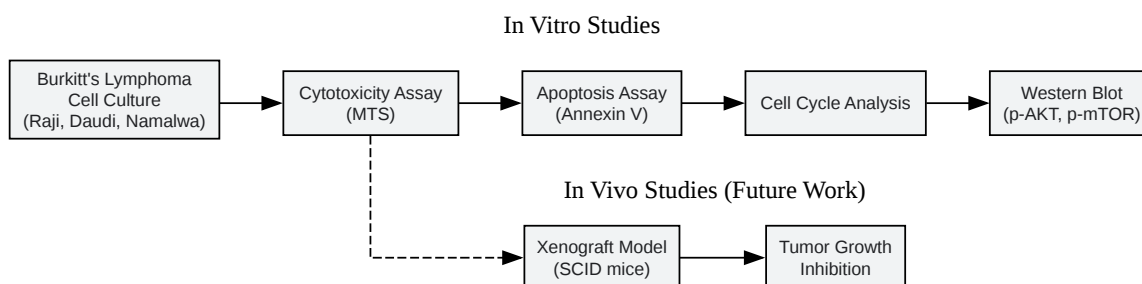 In Vitro Studies
Burkitt's Lymphoma
Cell Culture
(Raji, Daudi, Namalwa)
Cytotoxicity Assay
(MTS)
Apoptosis Assay
(Annexin V)
Cell Cycle Analysis
Western Blot
(p-AKT, p-mTOR)
In Vivo Studies (Future Work)
Xenograft Model
(SCID mice)
Tumor Growth
Inhibition